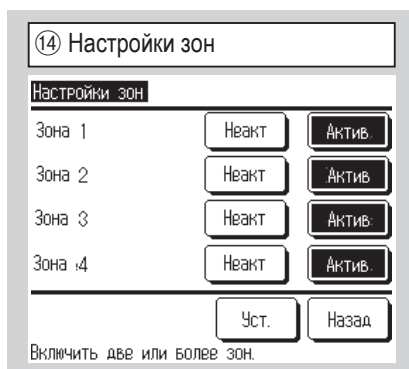 ⑭ Настройки зон
Настройки зон
Зона 1 Неакт Актив.
Зона 2 Неакт Актив
Зона 3 Неакт Актив.
Зона 4 Неакт Актив.
Уст. Назад
Включить две или более зон.